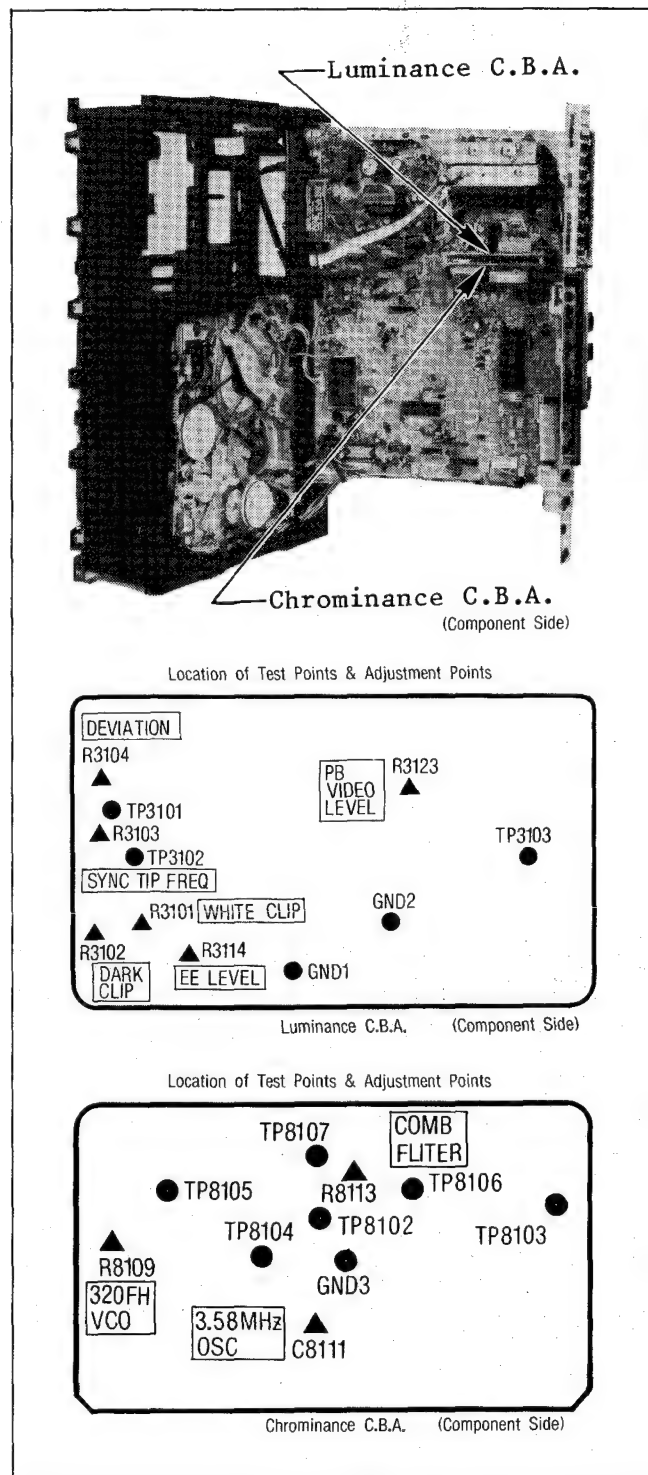 Luminance C.B.A.
Chrominance C.B.A.
(Component Side)
Location of Test Points & Adjustment Points
DEVIATION
R3104
TP3101
R3103
TP3102
SYNC TIP FREQ
R3101 WHITE CLIP
R3102
DARK
CLIP
R3114
EE LEVEL
GND1
PB
VIDEO
LEVEL
R3123
GND2
TP3103
Luminance C.B.A. (Component Side)
Location of Test Points & Adjustment Points
TP8107
COMB
FLITER
TP8105
R8113
TP8106
TP8103
TP8104
TP8102
R8109
GND3
320FH
VCO
3.58MHz
OSC
C8111
Chrominance C.B.A. (Component Side)